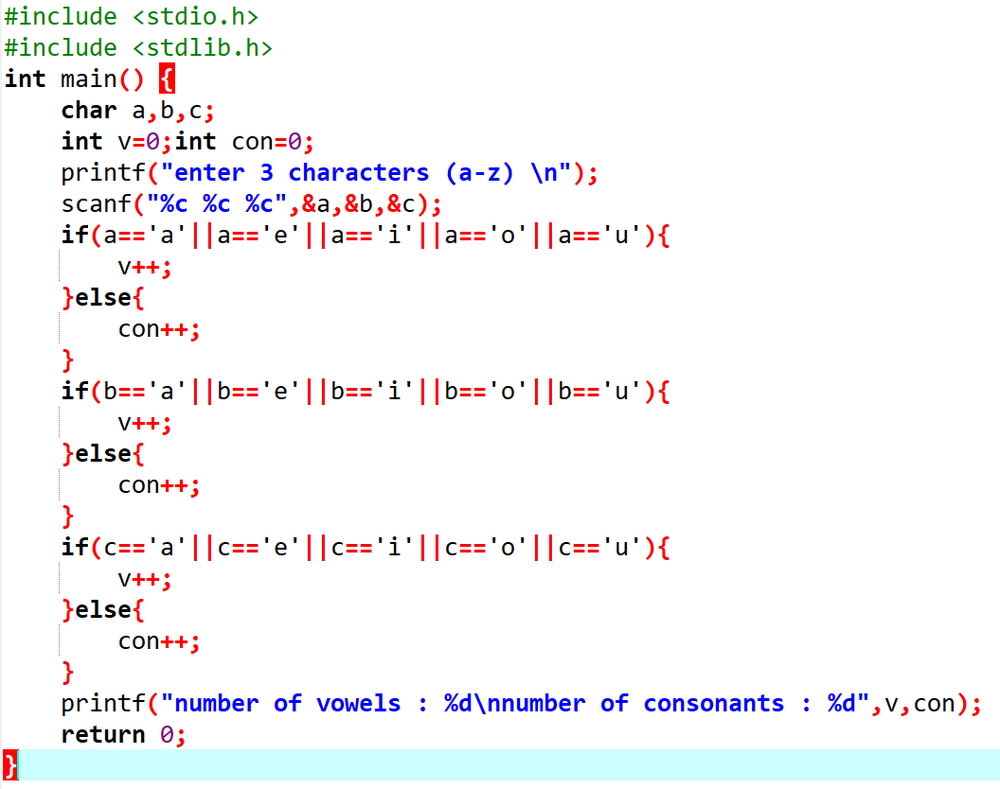 #include <stdio.h>
#include <stdlib.h>
int main() {
    char a,b,c;
    int v=0;int con=0;
    printf("enter 3 characters (a-z) \n");
    scanf("%c %c %c",&a,&b,&c);
    if(a=='a'||a=='e'||a=='i'||a=='o'||a=='u'){
        v++;
    }else{
        con++;
    }
    if(b=='a'||b=='e'||b=='i'||b=='o'||b=='u'){
        v++;
    }else{
        con++;
    }
    if(c=='a'||c=='e'||c=='i'||c=='o'||c=='u'){
        v++;
    }else{
        con++;
    }
    printf("number of vowels : %d\nnumber of consonants : %d",v,con);
    return 0;
}